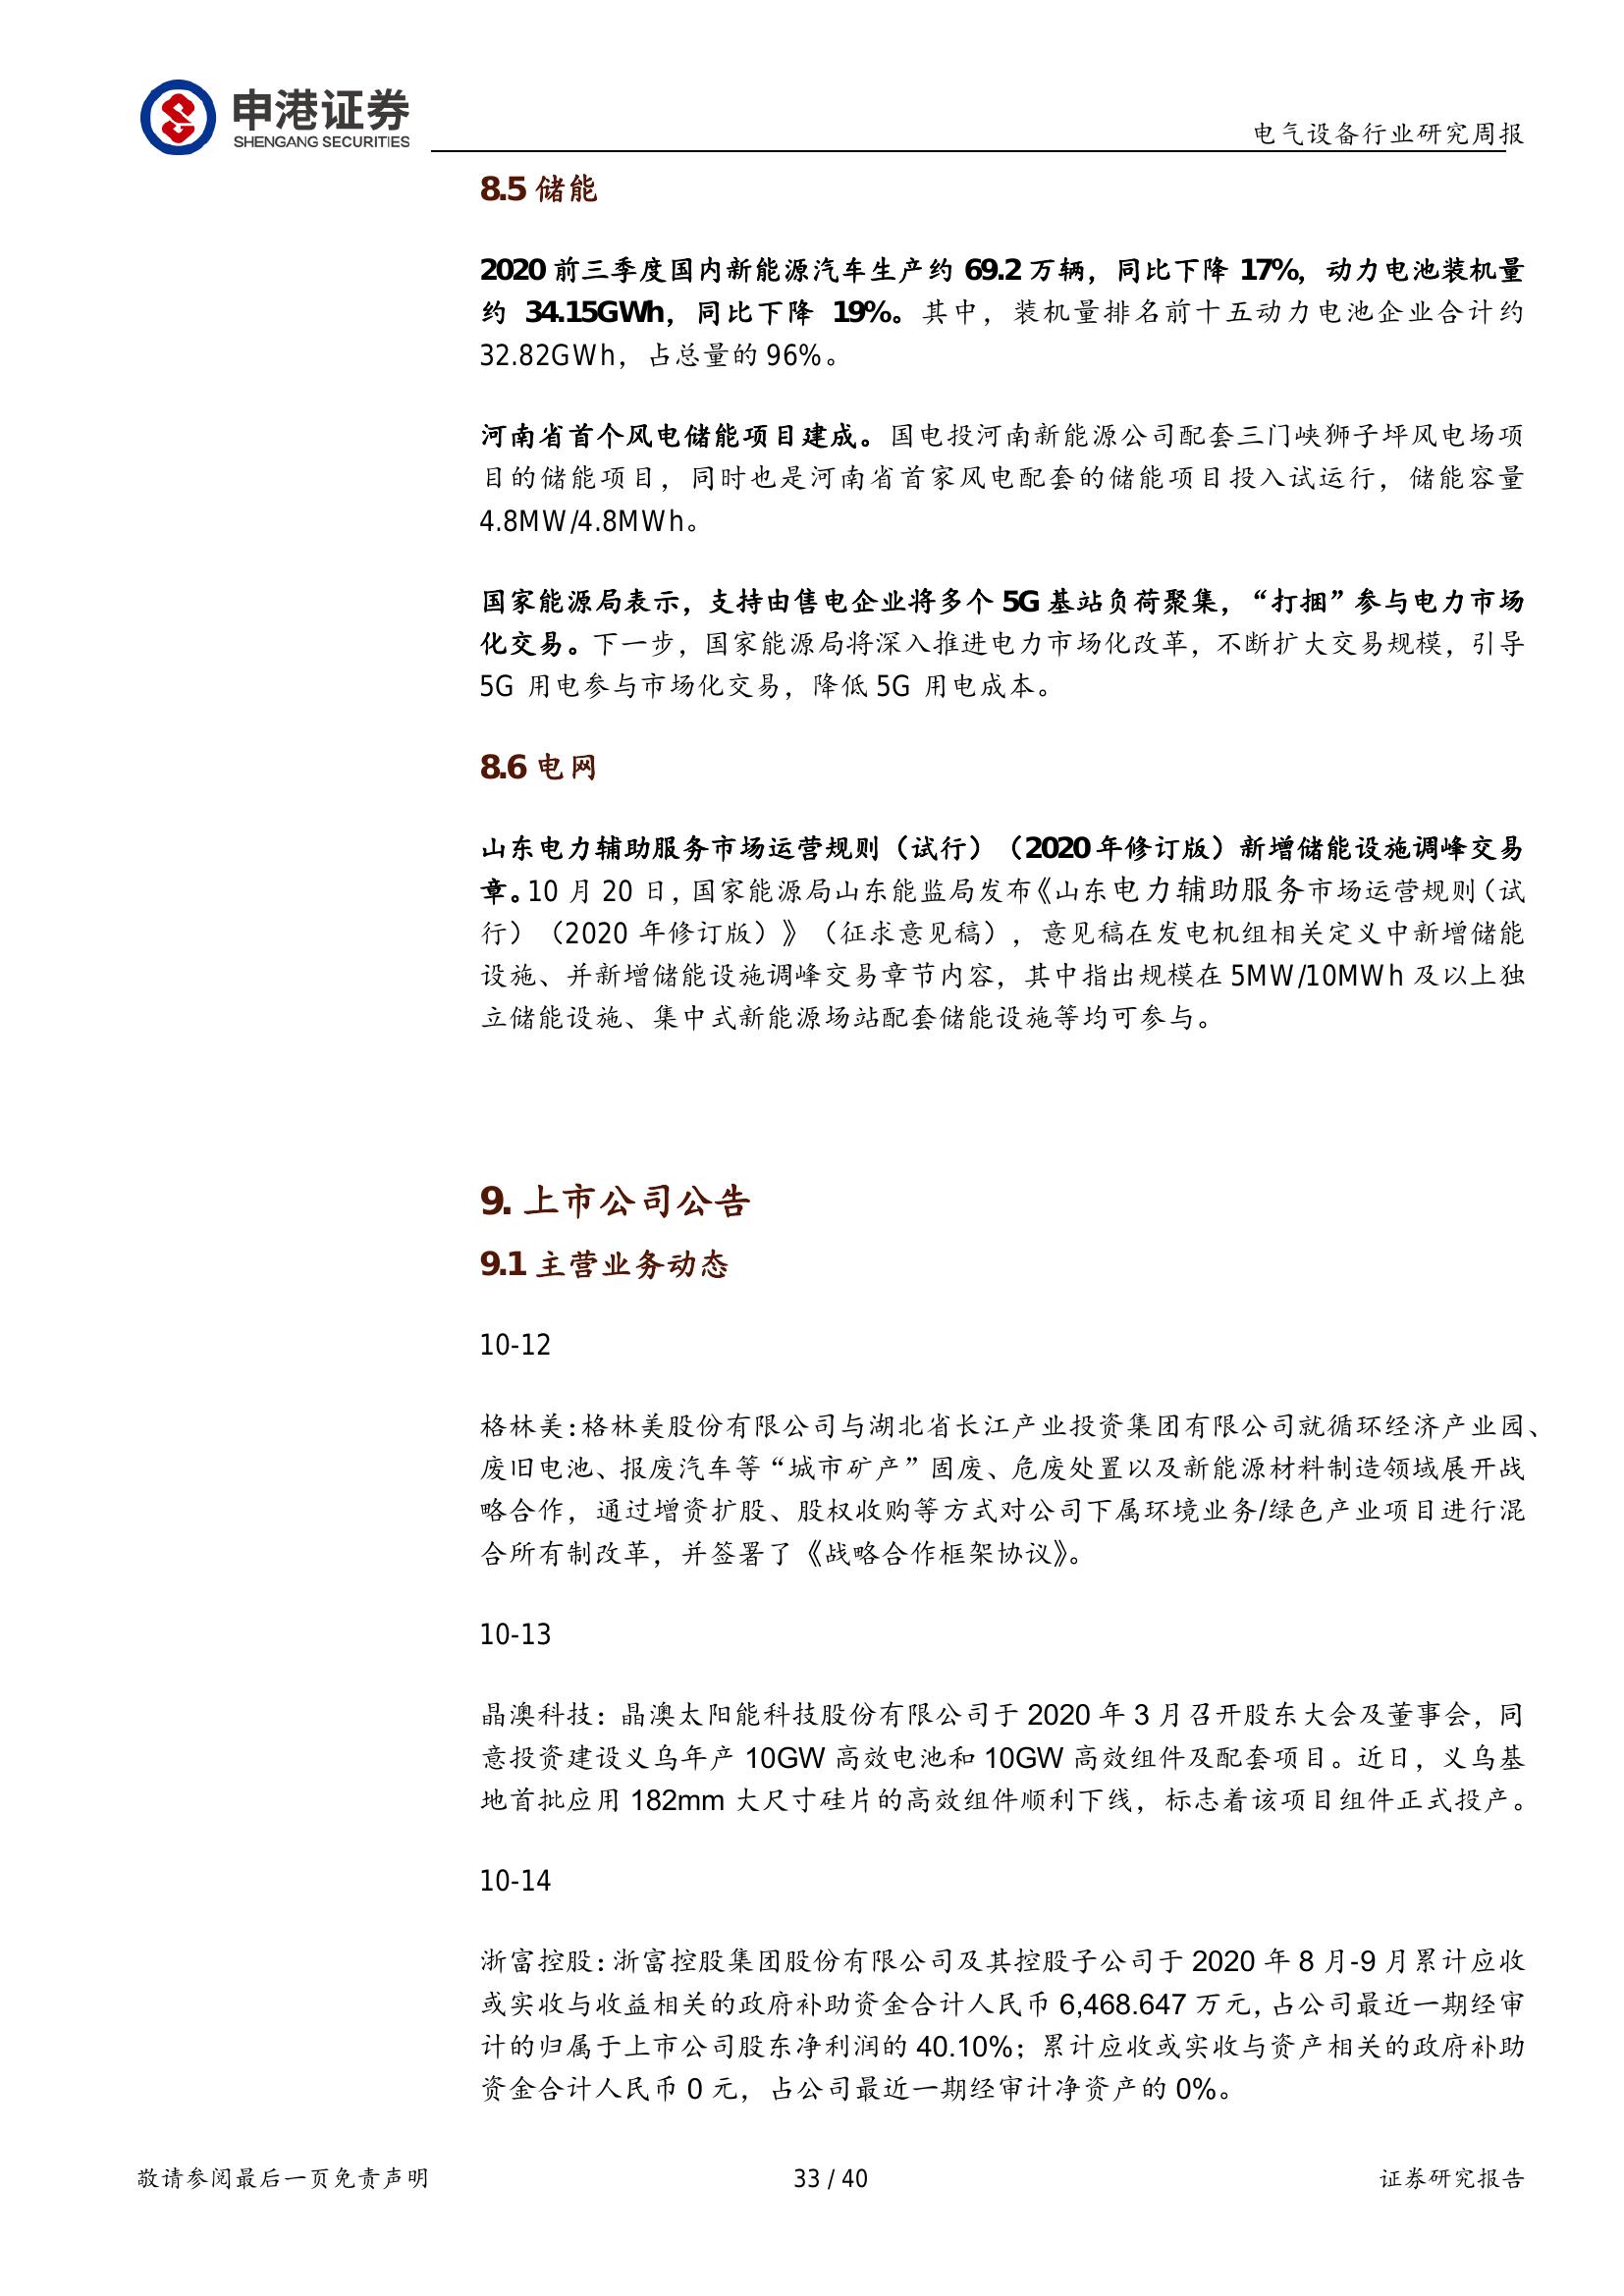 申港证券
SHENGANG SECURITIES
电气设备行业研究周报
8.5 储能
2020 前三季度国内新能源汽车生产约 69.2 万辆，同比下降 17%，动力电池装机量
约 34.15GWh，同比下降 19%。其中，装机量排名前十五动力电池企业合计约
32.82GWh，占总量的 96%。
河南省首个风电储能项目建成。国电投河南新能源公司配套三门峡狮子坪风电场项
目的储能项目，同时也是河南省首家风电配套的储能项目投入试运行，储能容量
4.8MW/4.8MWh。
国家能源局表示，支持由售电企业将多个 5G 基站负荷聚集，“打捆”参与电力市场
化交易。下一步，国家能源局将深入推进电力市场化改革，不断扩大交易规模，引导
5G 用电参与市场化交易，降低 5G 用电成本。
8.6 电网
山东电力辅助服务市场运营规则（试行）（2020 年修订版）新增储能设施调峰交易
章。10 月 20 日，国家能源局山东能监局发布《山东电力辅助服务市场运营规则（试
行）（2020 年修订版）》（征求意见稿），意见稿在发电机组相关定义中新增储能
设施、并新增储能设施调峰交易章节内容，其中指出规模在 5MW/10MWh 及以上独
立储能设施、集中式新能源场站配套储能设施等均可参与。
9. 上市公司公告
9.1 主营业务动态
10-12
格林美：格林美股份有限公司与湖北省长江产业投资集团有限公司就循环经济产业园、
废旧电池、报废汽车等“城市矿产”固废、危废处置以及新能源材料制造领域展开战
略合作，通过增资扩股、股权收购等方式对公司下属环境业务/绿色产业项目进行混
合所有制改革，并签署了《战略合作框架协议》。
10-13
晶澳科技：晶澳太阳能科技股份有限公司于 2020 年 3 月召开股东大会及董事会，同
意投资建设义乌年产 10GW 高效电池和 10GW 高效组件及配套项目。近日，义乌基
地首批应用 182mm 大尺寸硅片的高效组件顺利下线，标志着该项目组件正式投产。
10-14
浙富控股：浙富控股集团股份有限公司及其控股子公司于 2020 年 8 月-9 月累计应收
或实收与收益相关的政府补助资金合计人民币 6,468.647 万元，占公司最近一期经审
计的归属于上市公司股东净利润的 40.10%；累计应收或实收与资产相关的政府补助
资金合计人民币 0 元，占公司最近一期经审计净资产的 0%。
敬请参阅最后一页免责声明
33 / 40
证券研究报告